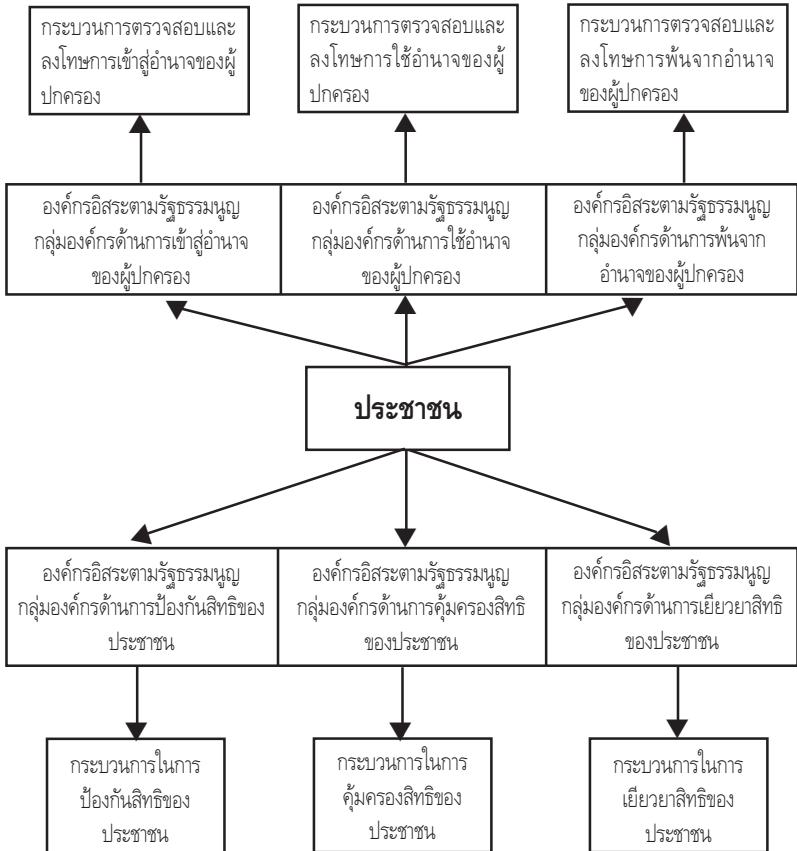 กระบวนการตรวจสอบและ
ลงโทษการเข้าสู่อำนาจของผู้
ปกครอง
กระบวนการตรวจสอบและ
ลงโทษการใช้อำนาจของผู้
ปกครอง
กระบวนการตรวจสอบและ
ลงโทษการพ้นจากอำนาจ
ของผู้ปกครอง
องค์กรอิสระตามรัฐธรรมนูญ
กลุ่มองค์กรด้านการเข้าสู่อำนาจ
ของผู้ปกครอง
องค์กรอิสระตามรัฐธรรมนูญ
กลุ่มองค์กรด้านการใช้อำนาจ
ของผู้ปกครอง
องค์กรอิสระตามรัฐธรรมนูญ
กลุ่มองค์กรด้านการพ้นจาก
อำนาจของผู้ปกครอง
ประชาชน
องค์กรอิสระตามรัฐธรรมนูญ
กลุ่มองค์กรด้านการป้องกันสิทธิของ
ประชาชน
องค์กรอิสระตามรัฐธรรมนูญ
กลุ่มองค์กรด้านการคุ้มครองสิทธิ
ของประชาชน
องค์กรอิสระตามรัฐธรรมนูญ
กลุ่มองค์กรด้านการเยียวยาสิทธิ
ของประชาชน
กระบวนการในการ
ป้องกันสิทธิของ
ประชาชน
กระบวนการในการ
คุ้มครองสิทธิของ
ประชาชน
กระบวนการในการ
เยียวยาสิทธิของ
ประชาชน